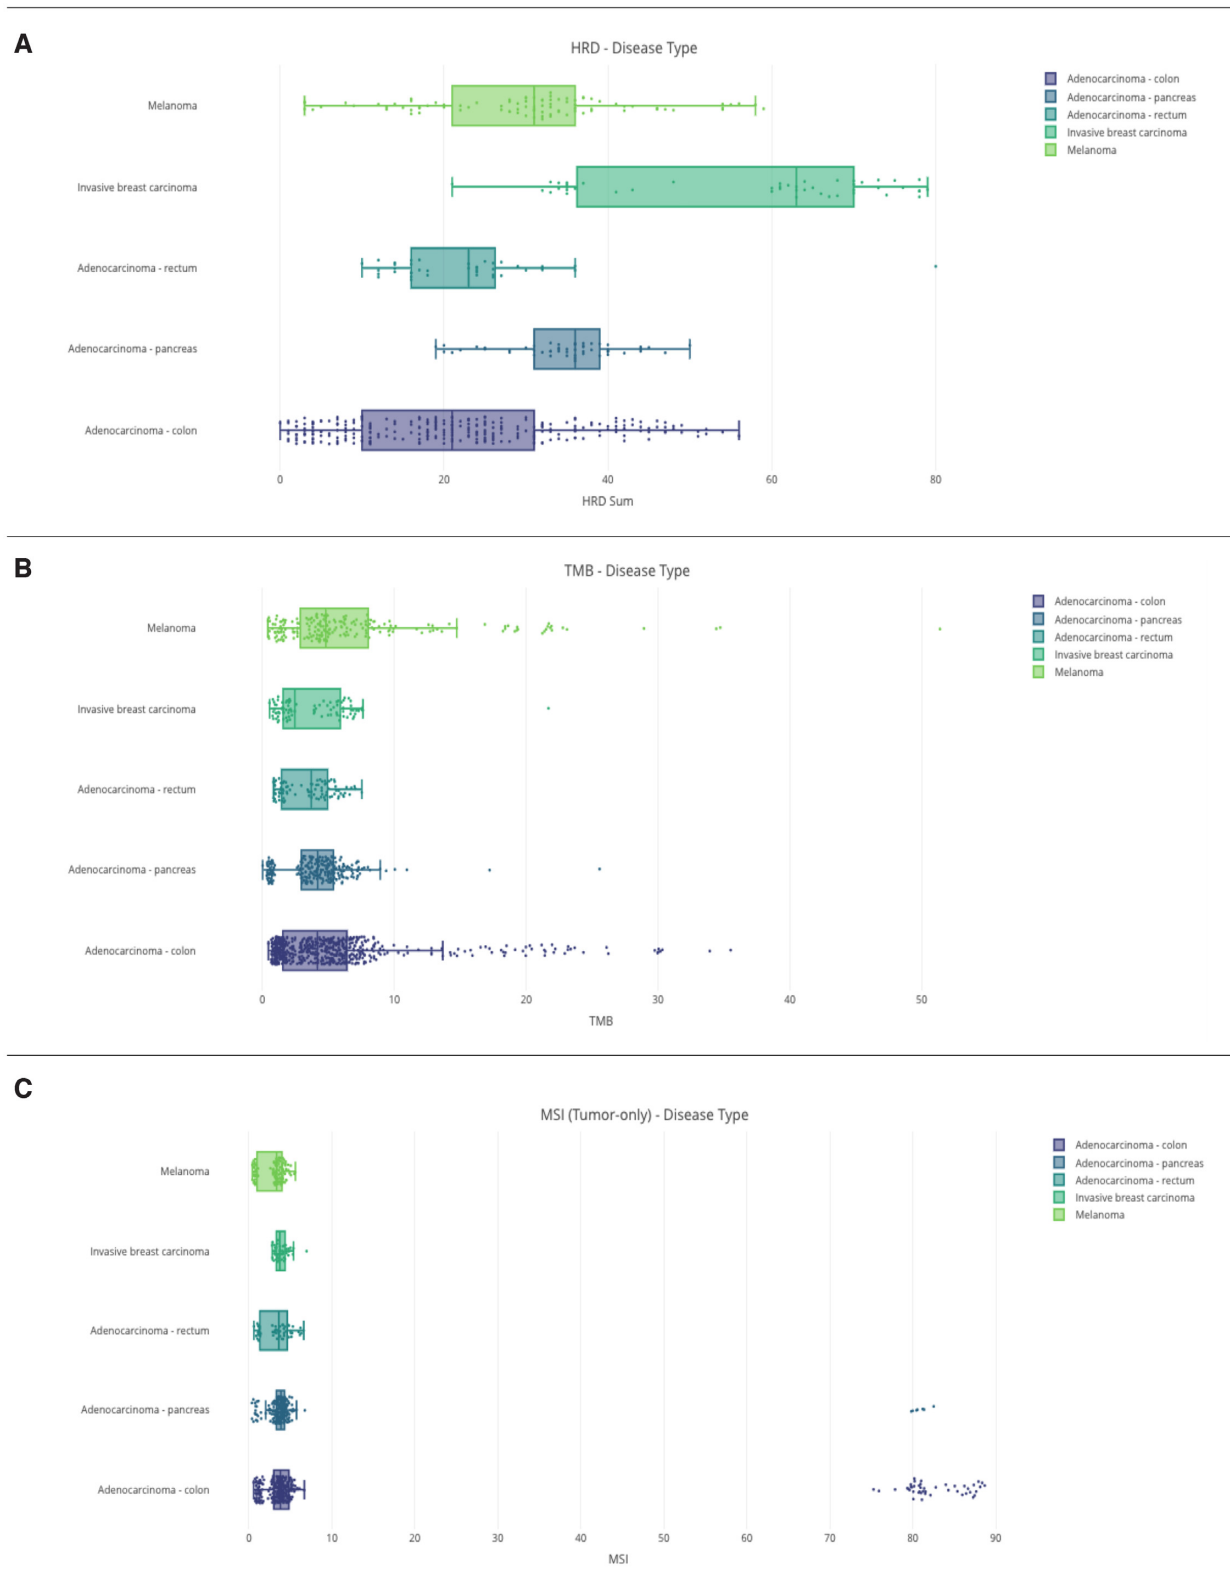 A
HRD - Disease Type
Adenocarcinoma - colon
Adenocarcinoma - pancreas
Adenocarcinoma - rectum
Invasive breast carcinoma
Melanoma
Melanoma
Invasive breast carcinoma
Adenocarcinoma - rectum
Adenocarcinoma - pancreas
Adenocarcinoma - colon
0 20 40 60 80
HRD Sum
B
TMB - Disease Type
Adenocarcinoma - colon
Adenocarcinoma - pancreas
Adenocarcinoma - rectum
Invasive breast carcinoma
Melanoma
Melanoma
Invasive breast carcinoma
Adenocarcinoma - rectum
Adenocarcinoma - pancreas
Adenocarcinoma - colon
0 10 20 30 40 50
TMB
C
MSI (Tumor-only) - Disease Type
Adenocarcinoma - colon
Adenocarcinoma - pancreas
Adenocarcinoma - rectum
Invasive breast carcinoma
Melanoma
Melanoma
Invasive breast carcinoma
Adenocarcinoma - rectum
Adenocarcinoma - pancreas
Adenocarcinoma - colon
0 10 20 30 40 50 60 70 80 90
MSI